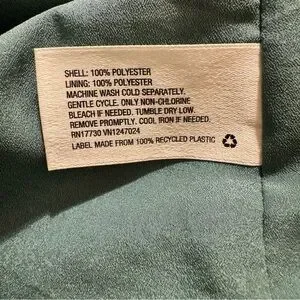 SHELL: 100% POLYESTER
LINING: 100% POLYESTER
MACHINE WASH COLD SEPARATELY.
GENTLE CYCLE. ONLY NON-CHLORINE
BLEACH IF NEEDED. TUMBLE DRY LOW.
REMOVE PROMPTLY. COOL IRON IF NEEDED.
RN17730 VN1247024
LABEL MADE FROM 100% RECYCLED PLASTIC